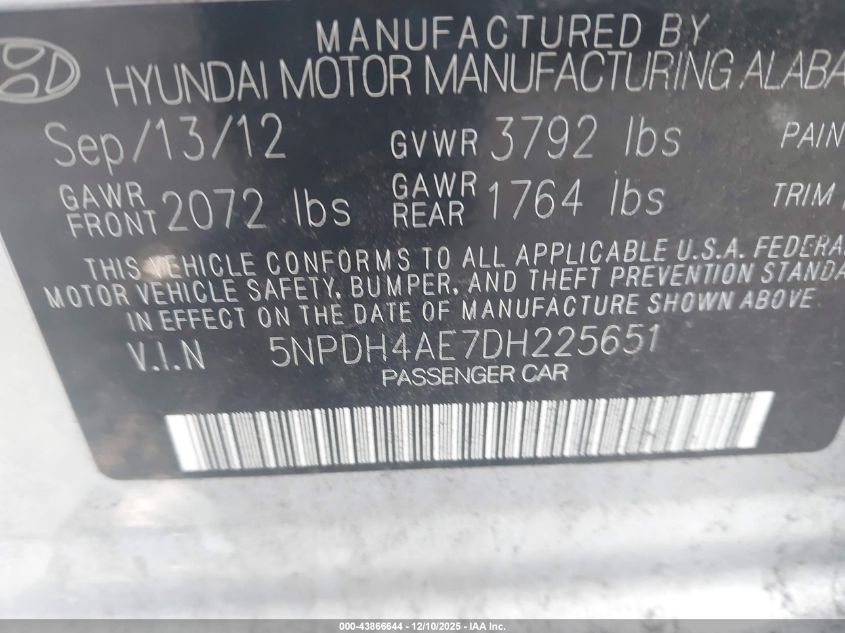 MANUFACTURED BY
HYUNDAI MOTOR MANUFACTURING ALABA
Sep/13/12 GVWR 3792 lbs PAIN
GAWR FRONT 2072 lbs GAWR REAR 1764 lbs TRIM
THIS VEHICLE CONFORMS TO ALL APPLICABLE U.S.A. FEDERA
MOTOR VEHICLE SAFETY, BUMPER, AND THEFT PREVENTION STANDA
IN EFFECT ON THE DATE OF MANUFACTURE SHOWN ABOVE
V.I.N 5NPDH4AE7DH225651
PASSENGER CAR
000-43866644 - 12/10/2025 - IAA Inc.